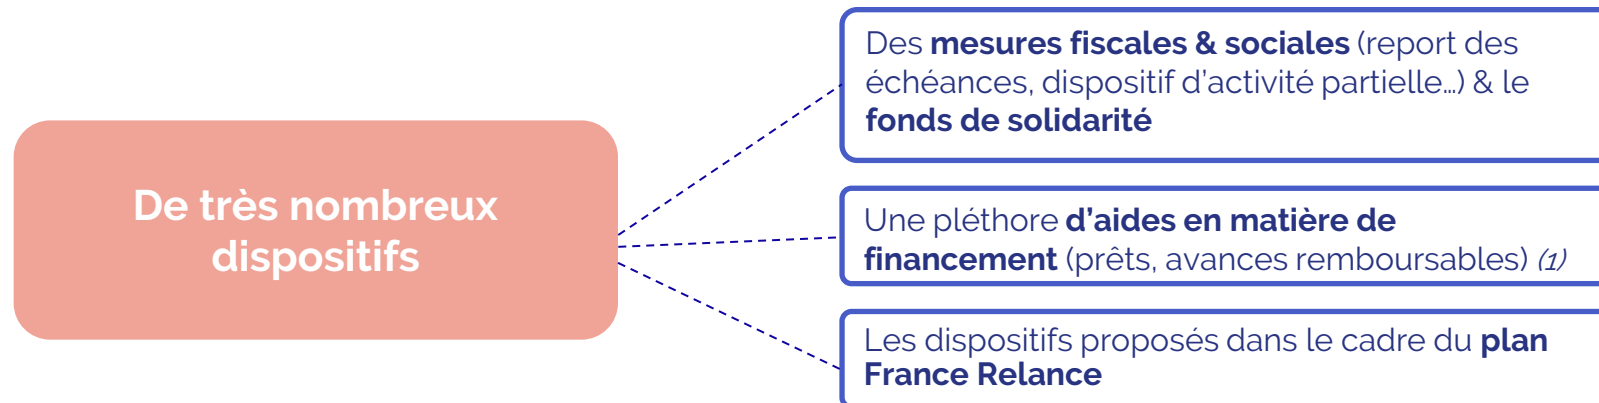 De très nombreux
dispositifs
Des mesures fiscales & sociales (report des
échéances, dispositif d’activité partielle…) & le
fonds de solidarité
Une pléthore d’aides en matière de
financement (prêts, avances remboursables) (1)
Les dispositifs proposés dans le cadre du plan
France Relance